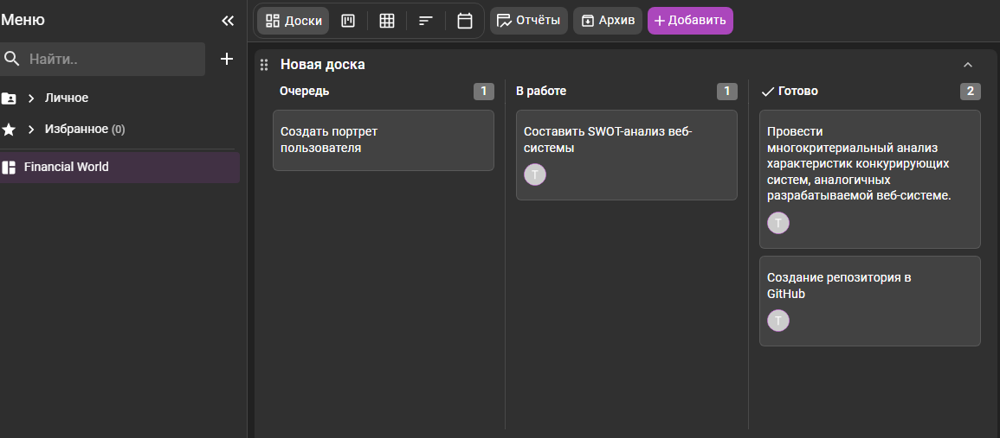 Меню
Найти..
Личное
Избранное (0)
Financial World
Доски
Отчёты
Архив
Добавить
Новая доска
Очередь 1
Создать портрет
пользователя
В работе 1
Составить SWOT-анализ веб-
системы
T
Готово 2
Провести
многокритериальный анализ
характеристик конкурирующих
систем, аналогичных
разрабатываемой веб-системе.
T
Создание репозитория в
GitHub
T